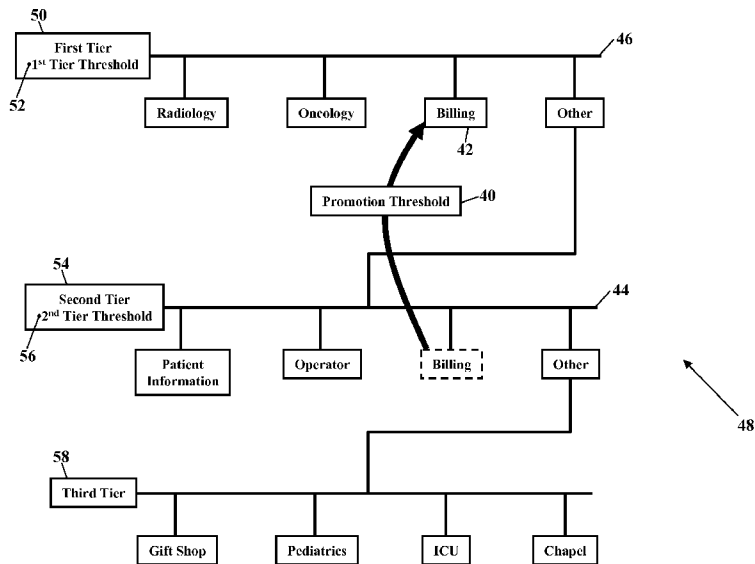 50
First Tier
•1st Tier Threshold
52
46
Radiology
Oncology
Billing
Other
42
Promotion Threshold
40
54
Second Tier
•2nd Tier Threshold
56
44
Patient
Information
Operator
Billing
Other
48
58
Third Tier
Gift Shop
Pediatrics
ICU
Chapel